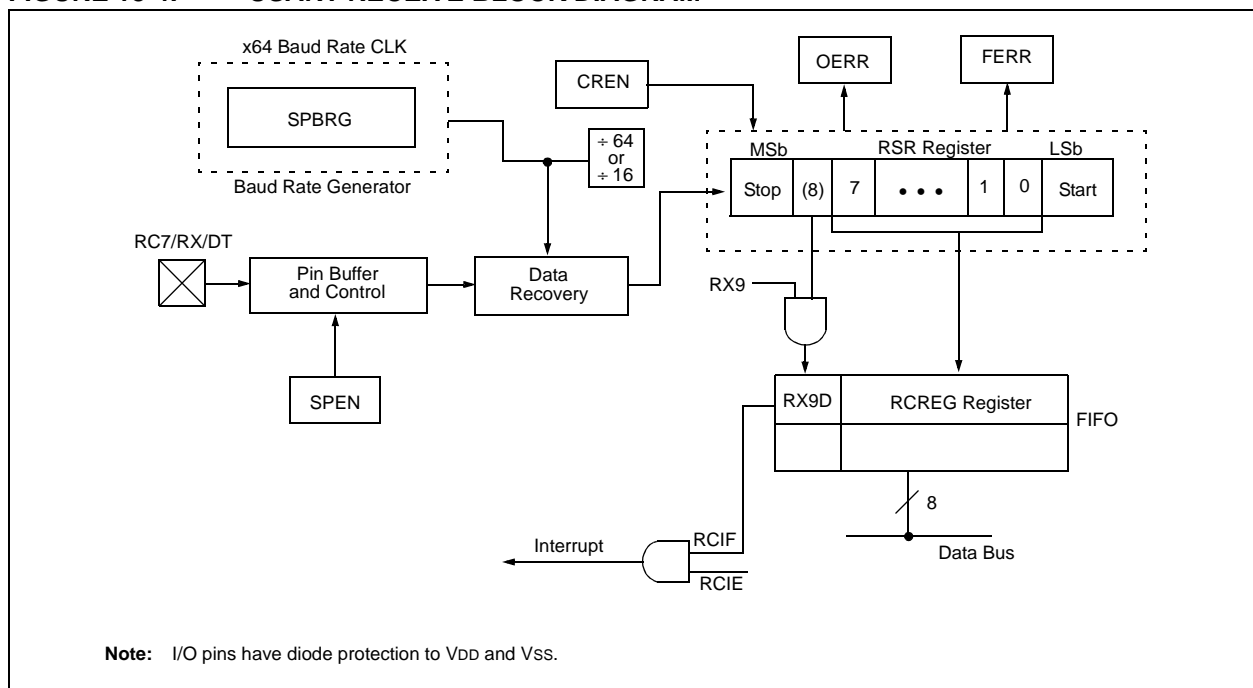 x64 Baud Rate CLK
SPBRG
Baud Rate Generator
CREN
OERR
FERR
÷ 64
or
÷ 16
MSb
RSR Register
LSb
Stop
(8)
7
• • •
1
0
Start
RC7/RX/DT
Pin Buffer
and Control
Data
Recovery
RX9
SPEN
RX9D
RCREG Register
FIFO
8
Interrupt
RCIF
RCIE
Data Bus
Note: I/O pins have diode protection to VDD and VSS.